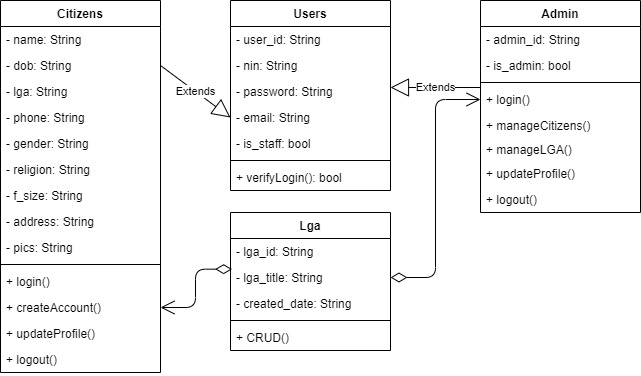 Citizens
- name: String
- dob: String
- lga: String
- phone: String
- gender: String
- religion: String
- f_size: String
- address: String
- pics: String
+ login()
+ createAccount()
+ updateProfile()
+ logout()
Extends
Users
- user_id: String
- nin: String
- password: String
- email: String
- is_staff: bool
+ verifyLogin(): bool
Extends
Admin
- admin_id: String
- is_admin: bool
+ login()
+ manageCitizens()
+ manageLGA()
+ updateProfile()
+ logout()
Lga
- lga_id: String
- lga_title: String
- created_date: String
+ CRUD()